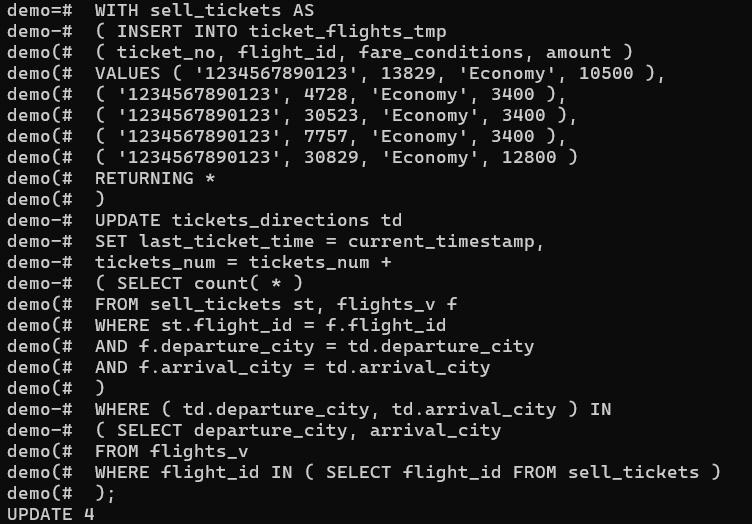 demo=#  WITH sell_tickets AS
demo-#  ( INSERT INTO ticket_flights_tmp
demo(#  ( ticket_no, flight_id, fare_conditions, amount )
demo(#  VALUES ( '1234567890123', 13829, 'Economy', 10500 ),
demo(#  ( '1234567890123', 4728, 'Economy', 3400 ),
demo(#  ( '1234567890123', 30523, 'Economy', 3400 ),
demo(#  ( '1234567890123', 7757, 'Economy', 3400 ),
demo(#  ( '1234567890123', 30829, 'Economy', 12800 )
demo(#  RETURNING *
demo(#  )
demo-#  UPDATE tickets_directions td
demo-#  SET last_ticket_time = current_timestamp,
demo-#  tickets_num = tickets_num +
demo-#  ( SELECT count( * )
demo(#  FROM sell_tickets st, flights_v f
demo(#  WHERE st.flight_id = f.flight_id
demo(#  AND f.departure_city = td.departure_city
demo(#  AND f.arrival_city = td.arrival_city
demo(#  )
demo-#  WHERE ( td.departure_city, td.arrival_city ) IN
demo-#  ( SELECT departure_city, arrival_city
demo(#  FROM flights_v
demo(#  WHERE flight_id IN ( SELECT flight_id FROM sell_tickets )
demo(#  );
UPDATE 4